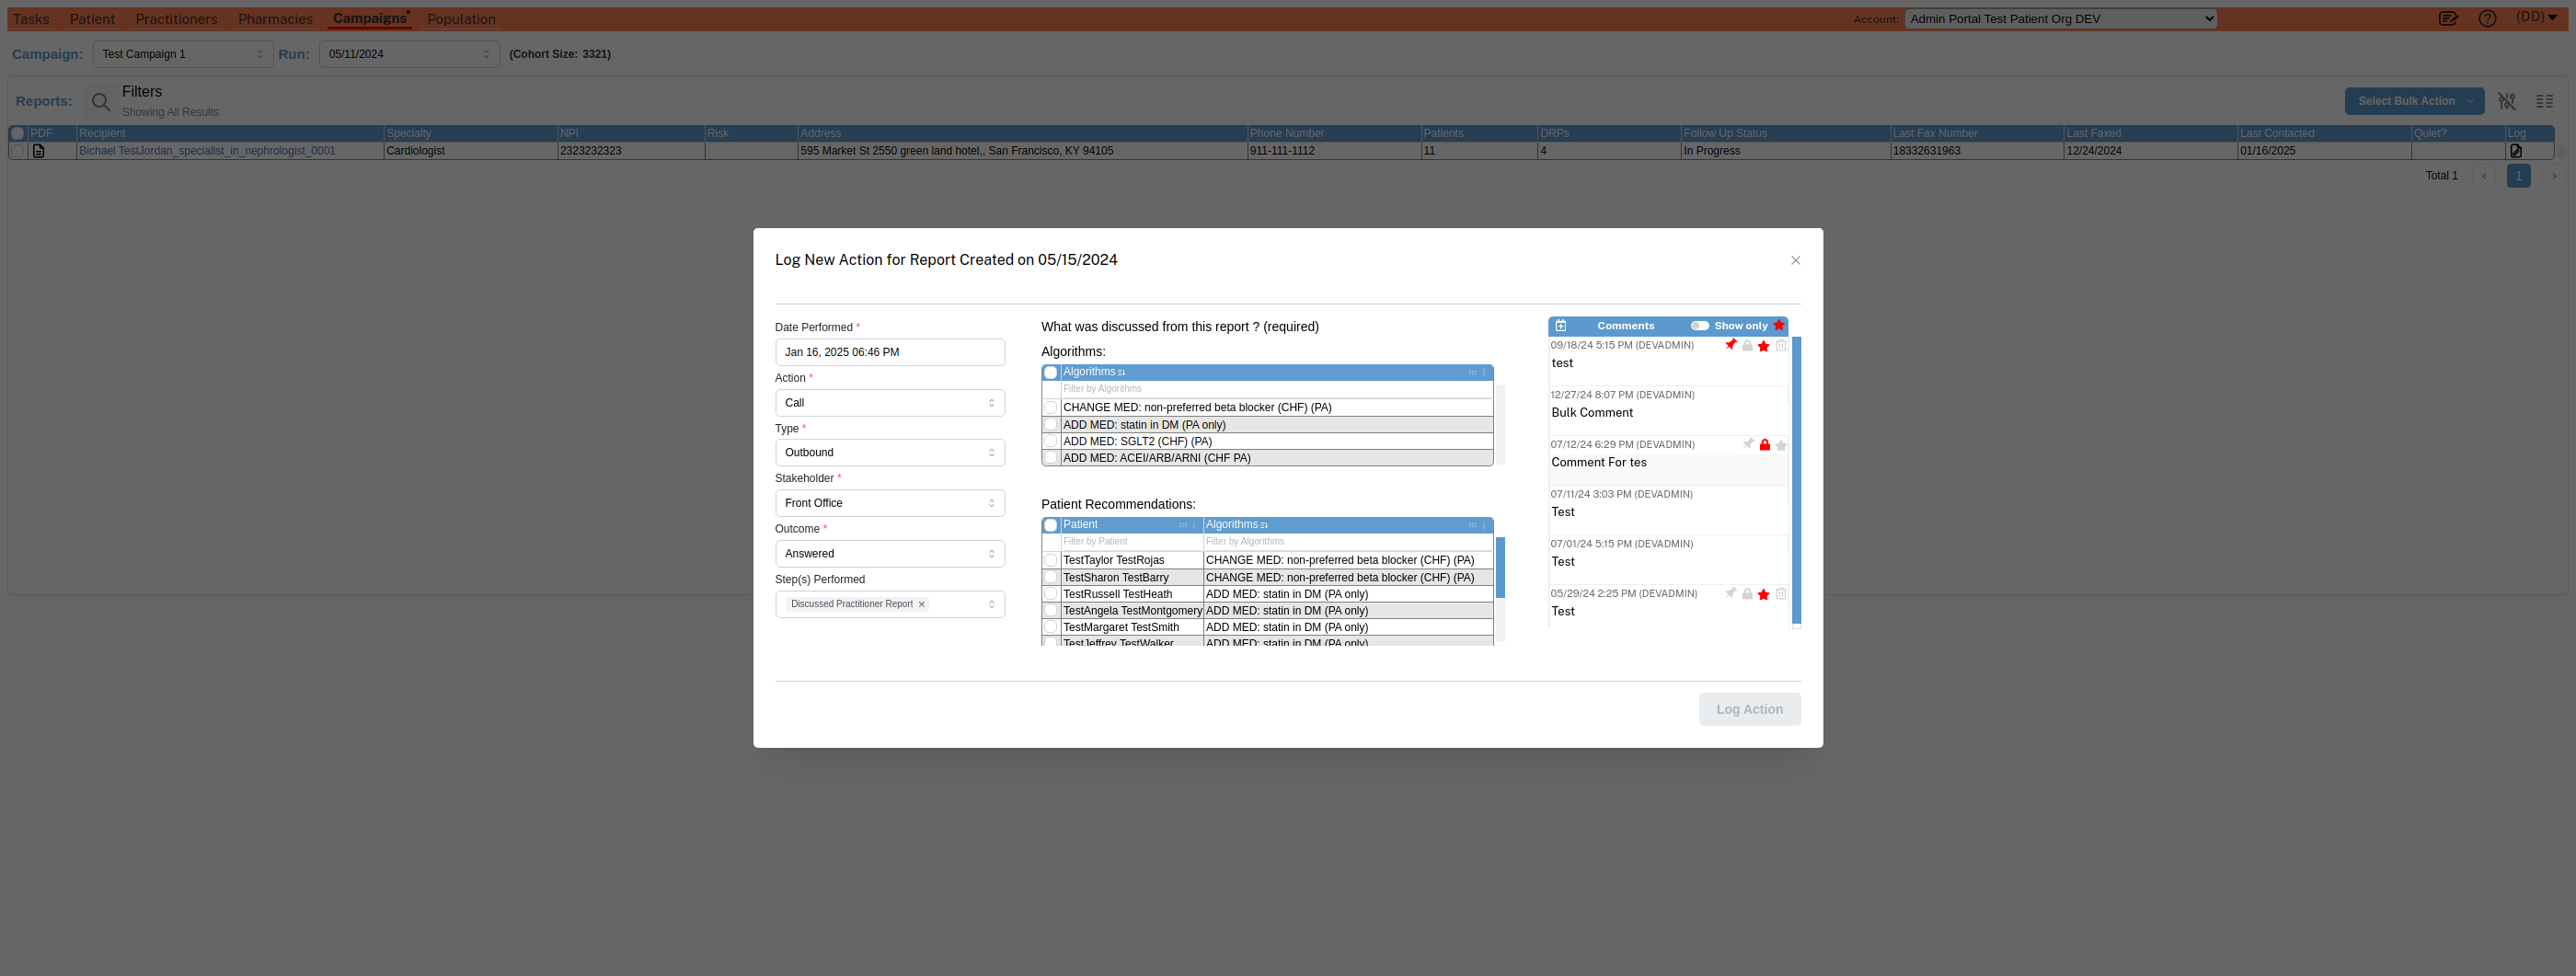 Tasks Patient Practitioners Pharmacies Campaigns Population Account: Admin Portal Test Patient Org DEV (DD)
Campaign: Test Campaign 1 Run: 05/11/2024 (Cohort Size: 3321)
Reports: Filters
Showing All Results
Select Bulk Action
PDF Recipient Specialty NPI Risk Address Phone Number Patients DRPs Follow Up Status Last Fax Number Last Faxed Last Contacted Quiet? Log
Bichael TestJordan_specialist_in_nephrologist_0001 Cardiologist 2323232323 595 Market St 2550 green land hotel,, San Francisco, KY 94105 911-111-1112 11 4 In Progress 18332631963 12/24/2024 01/16/2025
Total 1 1
Log New Action for Report Created on 05/15/2024
Date Performed *
Jan 16, 2025 06:46 PM
Action *
Call
Type *
Outbound
Stakeholder *
Front Office
Outcome *
Answered
Step(s) Performed
Discussed Practitioner Report
What was discussed from this report ? (required)
Algorithms:
Algorithms
Filter by Algorithms
CHANGE MED: non-preferred beta blocker (CHF) (PA)
ADD MED: statin in DM (PA only)
ADD MED: SGLT2 (CHF) (PA)
ADD MED: ACEI/ARB/ARNI (CHF PA)
Patient Recommendations:
Patient Algorithms
Filter by Patient Filter by Algorithms
TestTaylor TestRojas CHANGE MED: non-preferred beta blocker (CHF) (PA)
TestSharon TestBarry CHANGE MED: non-preferred beta blocker (CHF) (PA)
TestRussell TestHeath ADD MED: statin in DM (PA only)
TestAngela TestMontgomery ADD MED: statin in DM (PA only)
TestMargaret TestSmith ADD MED: statin in DM (PA only)
TestJeffrey TestWalker ADD MED: statin in DM (PA only)
Comments Show only
09/18/24 5:15 PM (DEVADMIN)
test
12/27/24 8:07 PM (DEVADMIN)
Bulk Comment
07/12/24 6:29 PM (DEVADMIN)
Comment For tes
07/11/24 3:03 PM (DEVADMIN)
Test
07/01/24 5:15 PM (DEVADMIN)
Test
05/29/24 2:25 PM (DEVADMIN)
Test
Log Action